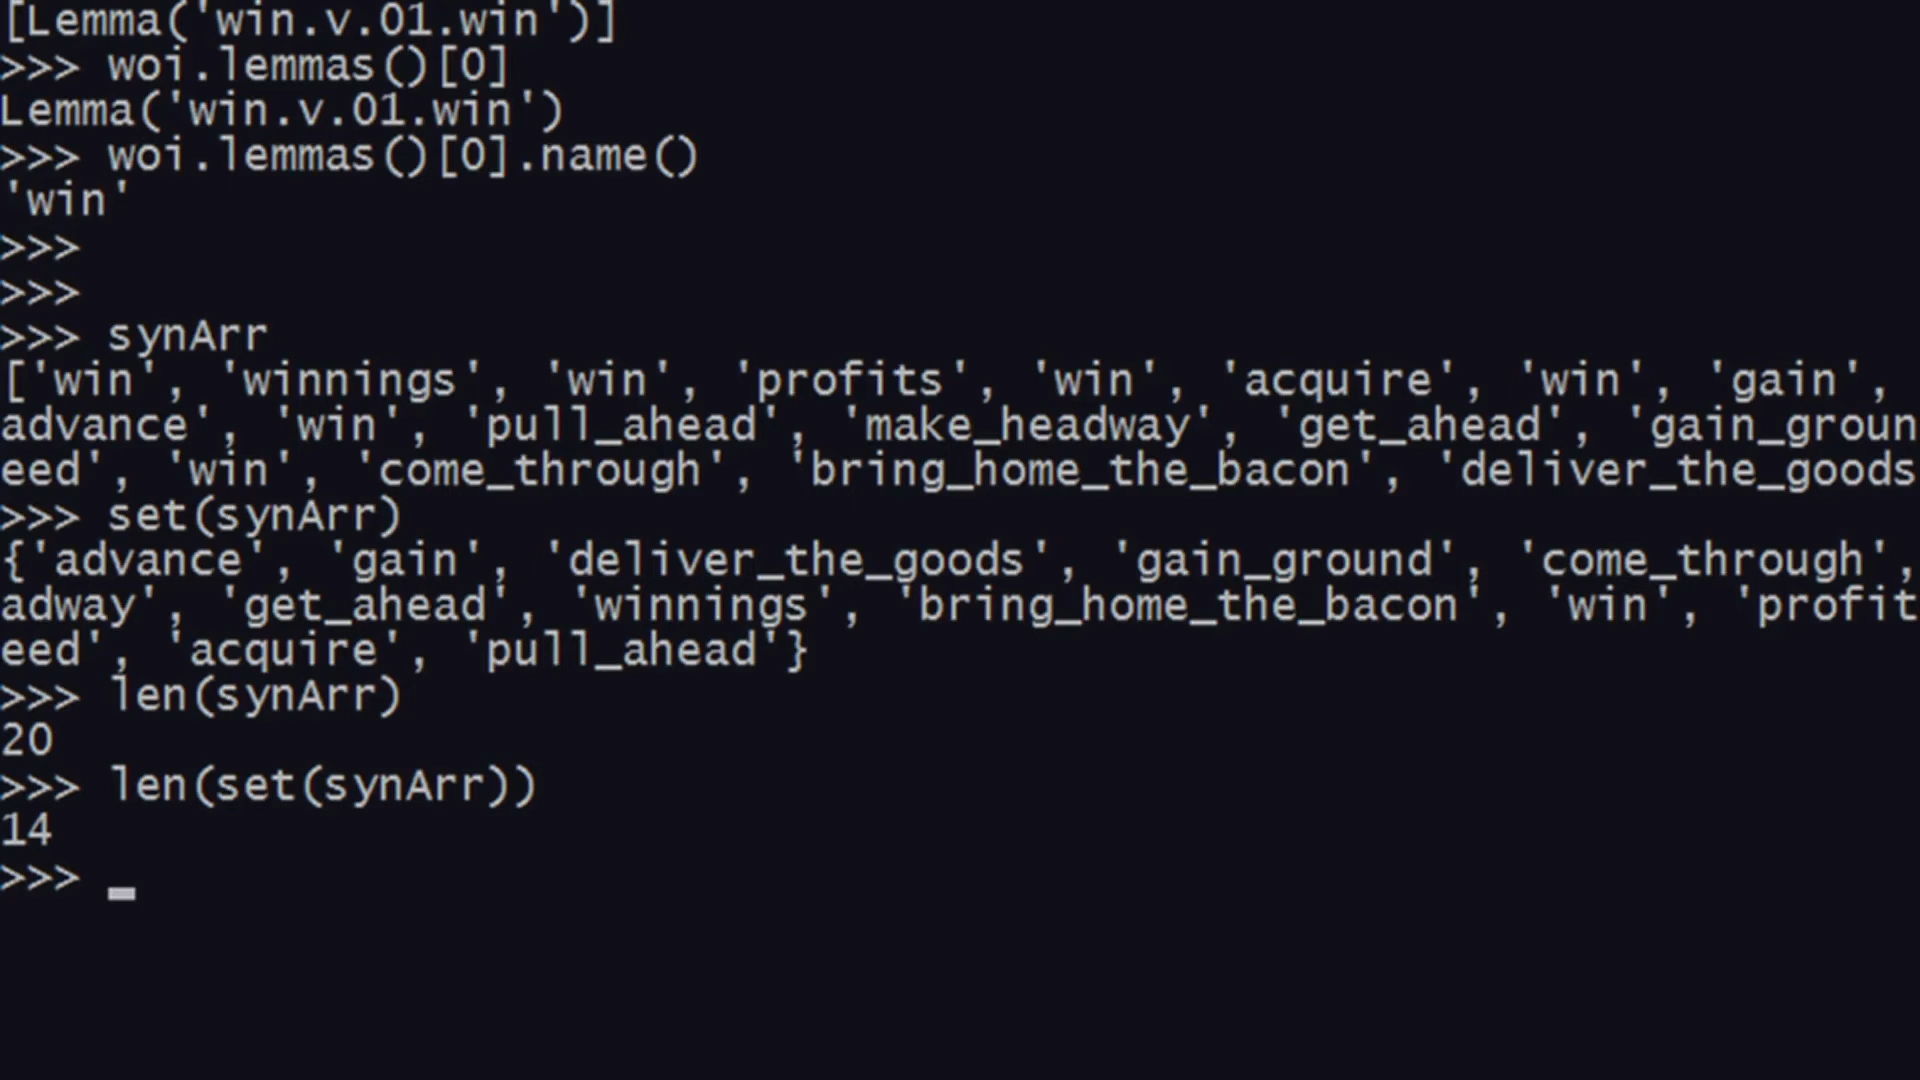 [Lemma('win.v.01.win')]
>>> woi.lemmas()[0]
Lemma('win.v.01.win')
>>> woi.lemmas()[0].name()
'win'
>>>
>>>
>>> synArr
['win', 'winnings', 'win', 'profits', 'win', 'acquire', 'win', 'gain',
advance', 'win', 'pull_ahead', 'make_headway', 'get_ahead', 'gain_groun
eed', 'win', 'come_through', 'bring_home_the_bacon', 'deliver_the_goods
>>> set(synArr)
{'advance', 'gain', 'deliver_the_goods', 'gain_ground', 'come_through',
adway', 'get_ahead', 'winnings', 'bring_home_the_bacon', 'win', 'profit
eed', 'acquire', 'pull_ahead'}
>>> len(synArr)
20
>>> len(set(synArr))
14
>>>